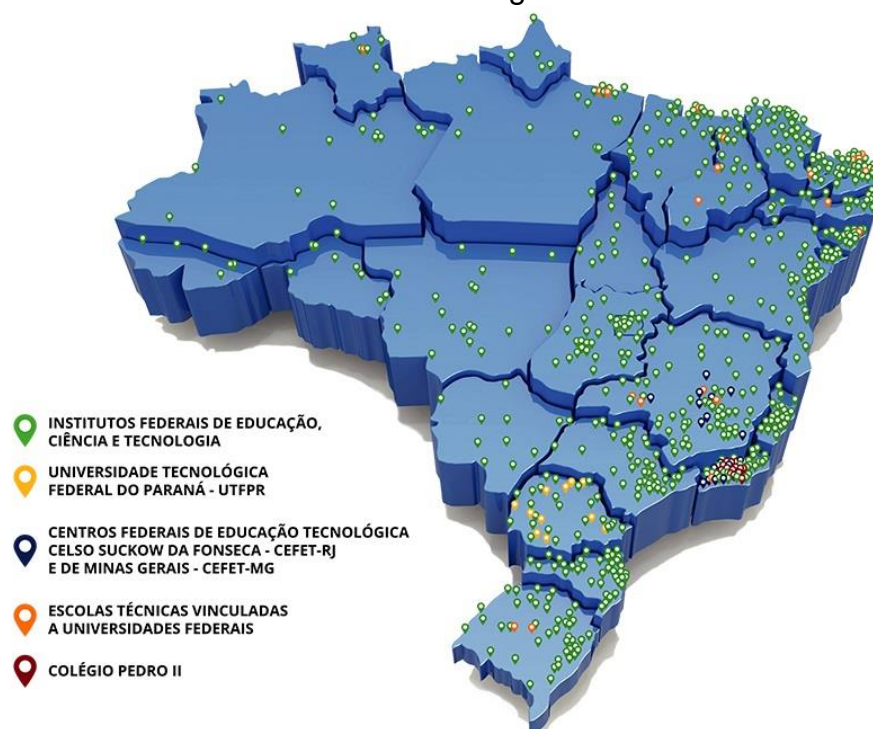 INSTITUTOS FEDERAIS DE EDUCAÇÃO,
CIÊNCIA E TECNOLOGIA
UNIVERSIDADE TECNOLÓGICA
FEDERAL DO PARANÁ - UTFPR
CENTROS FEDERAIS DE EDUCAÇÃO TECNOLÓGICA
CELSO SUCKOW DA FONSECA - CEFET-RJ
E DE MINAS GERAIS - CEFET-MG
ESCOLAS TÉCNICAS VINCULADAS
A UNIVERSIDADES FEDERAIS
COLÉGIO PEDRO II